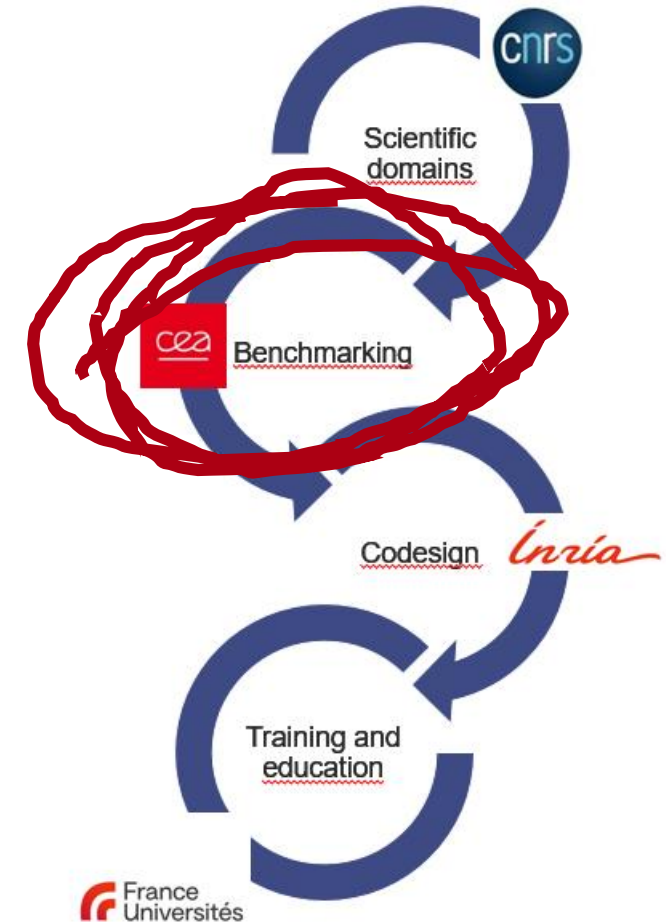 cnrs
Scientific
domains
cea
Benchmarking
Codesign
Inria
Training and
education
France
Universités